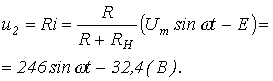 u₂ = Ri = R / (R + R_H) (U_m sin ωt − E) =
= 246 sin ωt − 32,4 ( В ).